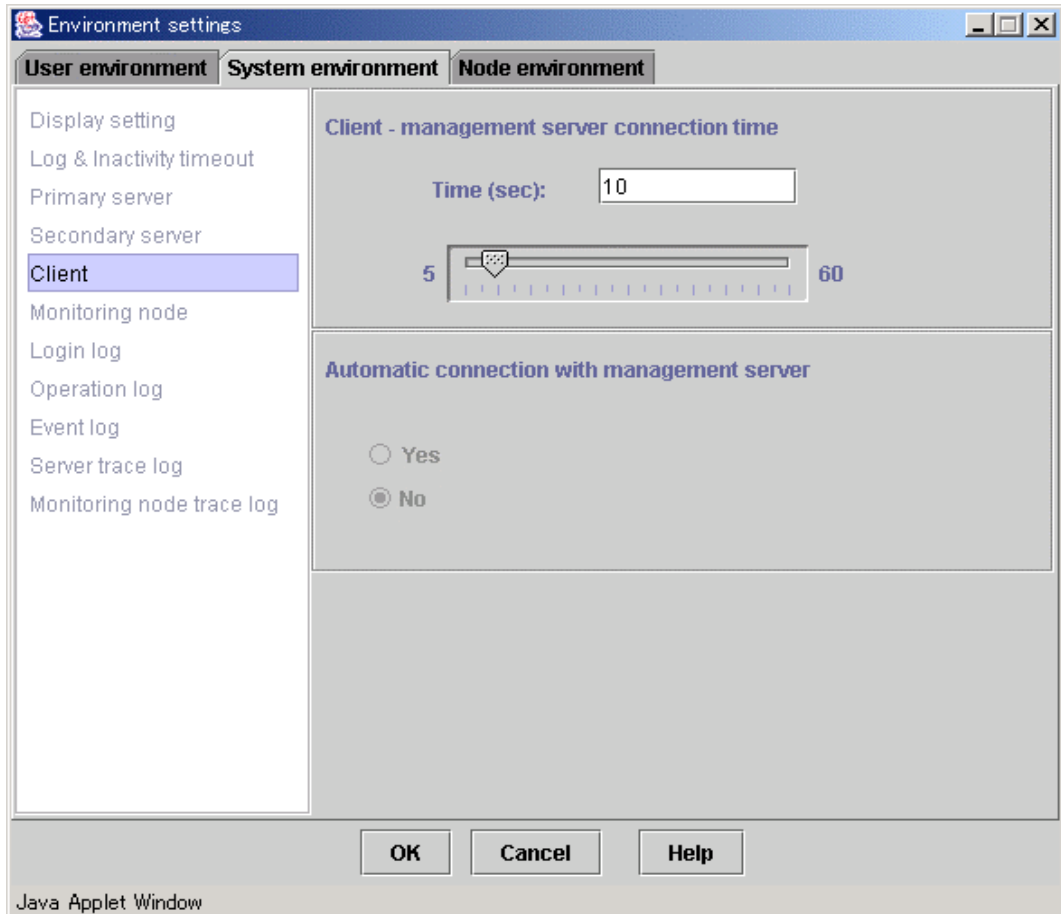 Environment settings
User environment System environment Node environment
Display setting
Log & Inactivity timeout
Primary server
Secondary server
Client
Monitoring node
Login log
Operation log
Event log
Server trace log
Monitoring node trace log
Client - management server connection time
Time (sec): 10
5 60
Automatic connection with management server
Yes
No
OK Cancel Help
Java Applet Window